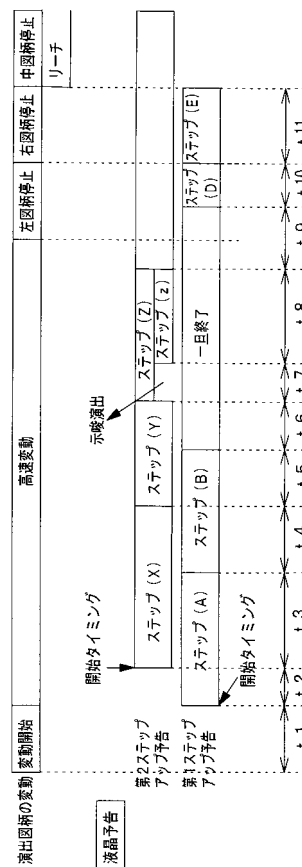 演出図柄の変動 変動開始 高速変動 左図柄停止 右図柄停止 中図柄停止
リーチ
液晶予告
開始タイミング
示唆演出
第2ステップアップ予告
ステップ(X) ステップ(Y) ステップ(Z)
ステップ(z)
第1ステップアップ予告
ステップ(A) ステップ(B) 一旦終了 ステップ(D) ステップ(E)
開始タイミング
t1 t2 t3 t4 t5 t6 t7 t8 t9 t10 t11